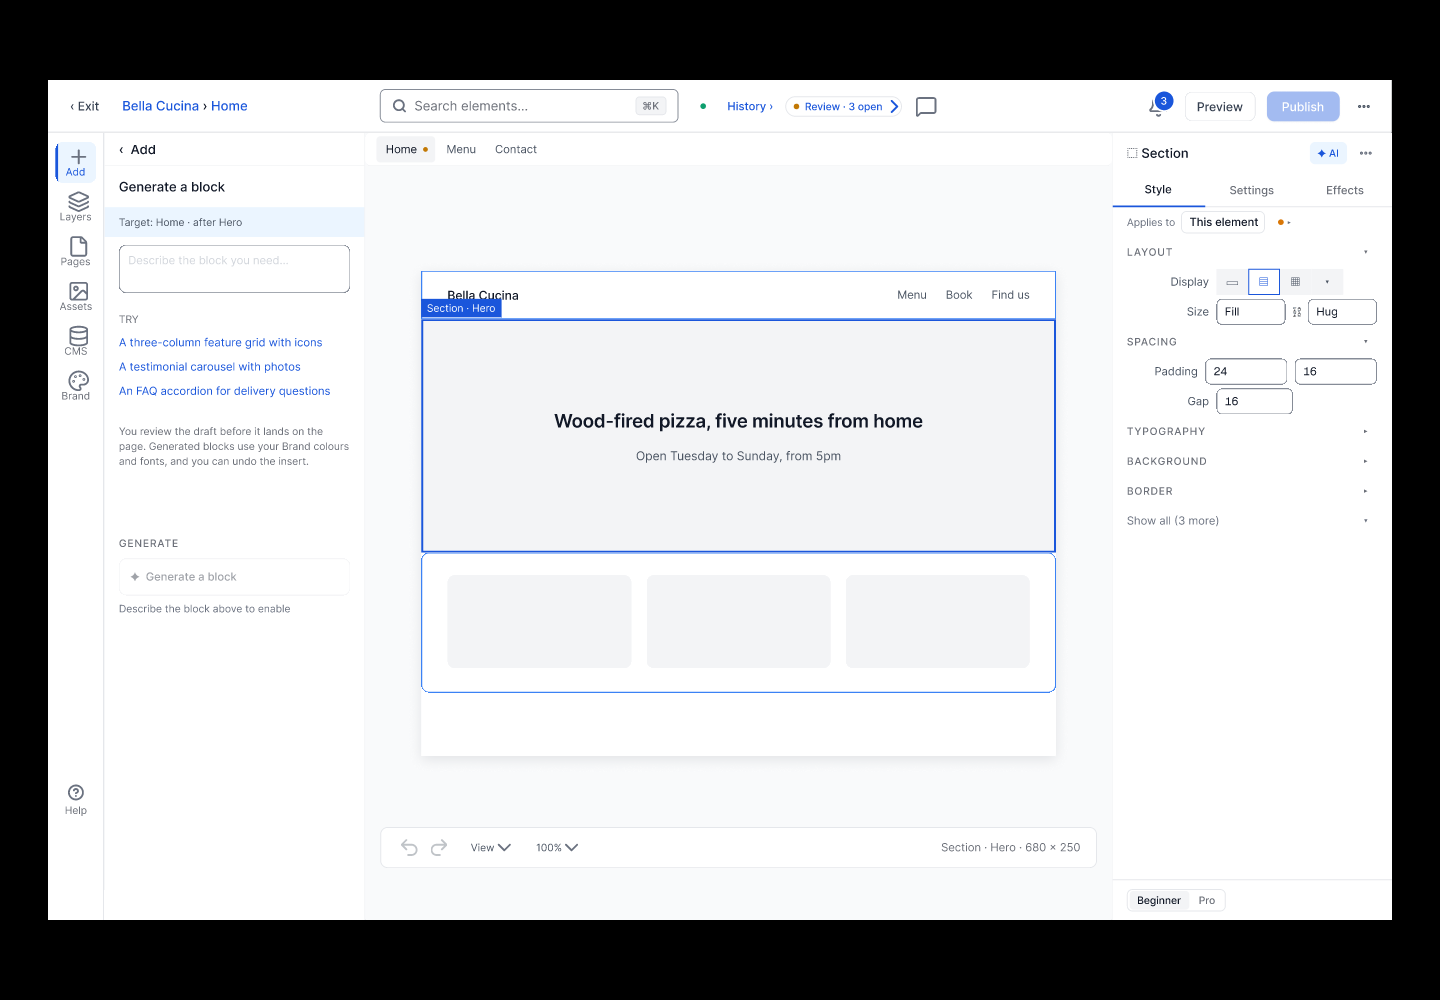 ‹ Exit
Bella Cucina › Home
Search elements...
⌘K
History ›
Review · 3 open
3
Preview
Publish
Add
Layers
Pages
Assets
CMS
Brand
Help
‹ Add
Generate a block
Target: Home · after Hero
Describe the block you need...
TRY
A three-column feature grid with icons
A testimonial carousel with photos
An FAQ accordion for delivery questions
You review the draft before it lands on the
page. Generated blocks use your Brand colours
and fonts, and you can undo the insert.
GENERATE
Generate a block
Describe the block above to enable
Home
Menu
Contact
Bella Cucina
Menu
Book
Find us
Section · Hero
Wood-fired pizza, five minutes from home
Open Tuesday to Sunday, from 5pm
View
100%
Section · Hero · 680 × 250
Section
AI
Style
Settings
Effects
Applies to
This element
LAYOUT
Display
Size
Fill
Hug
SPACING
Padding
24
16
Gap
16
TYPOGRAPHY
BACKGROUND
BORDER
Show all (3 more)
Beginner
Pro